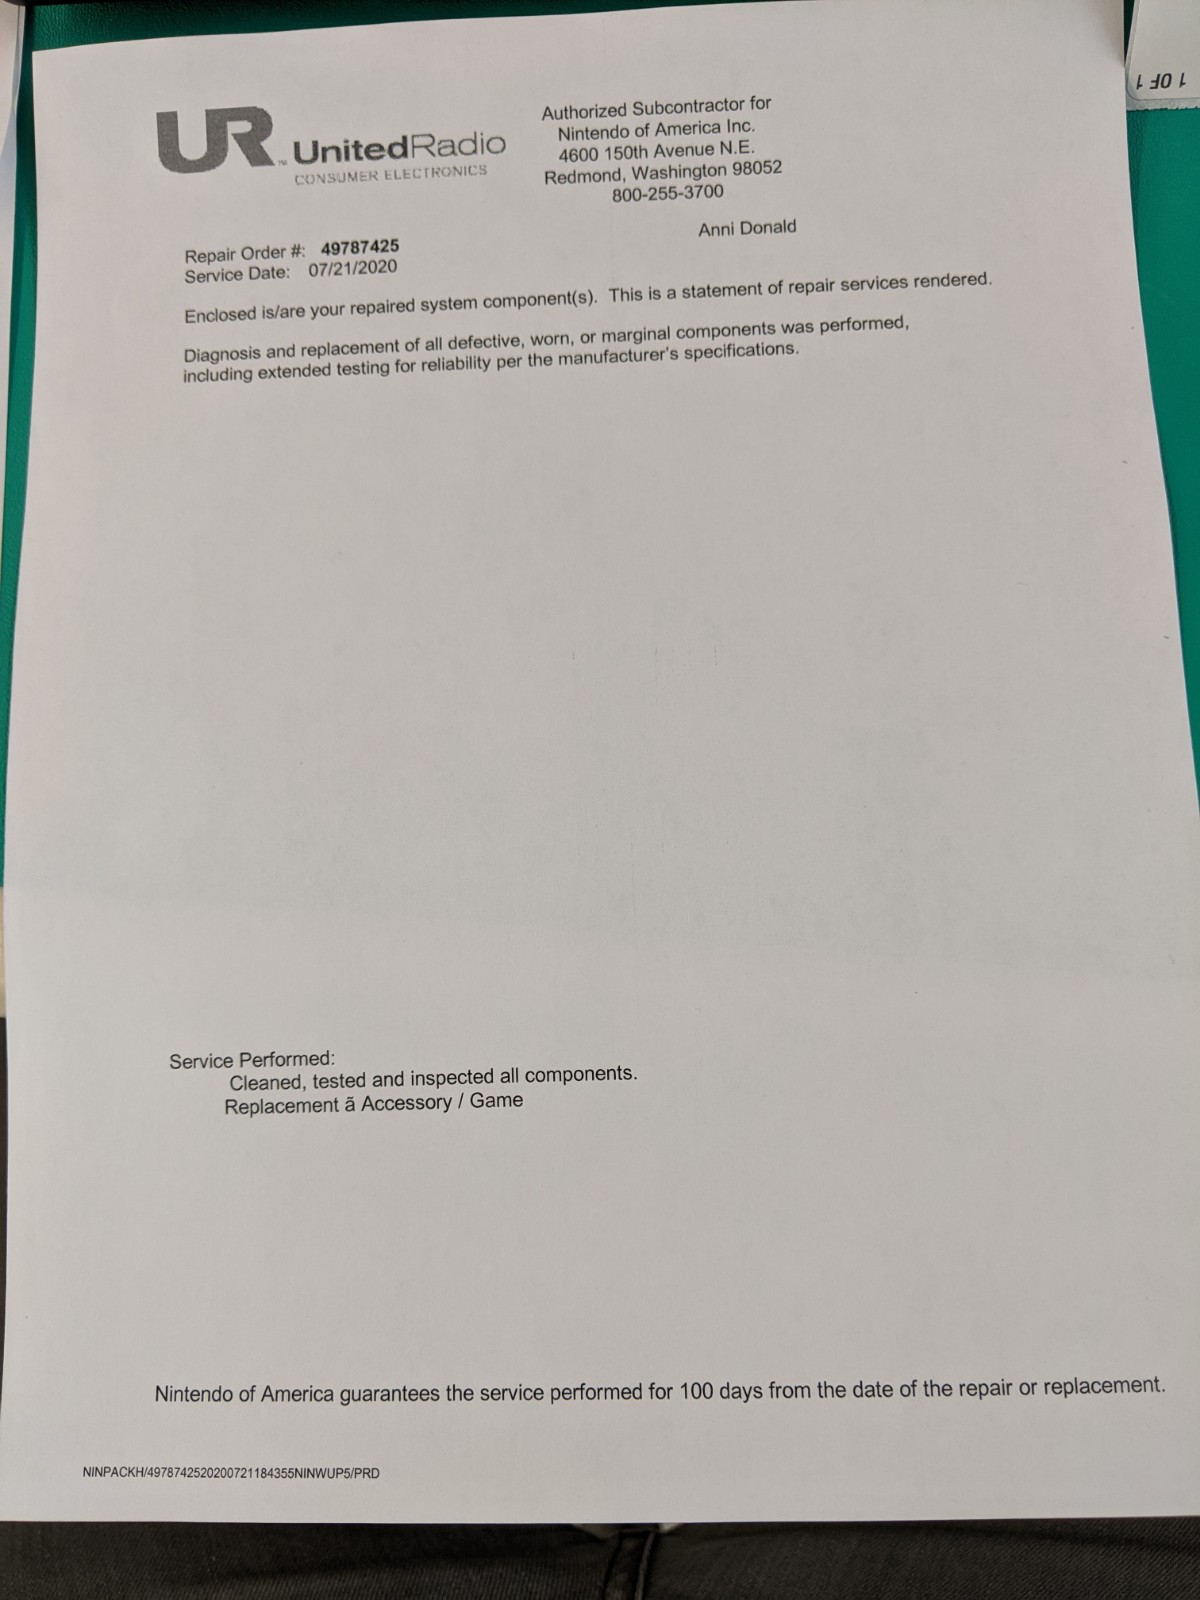 UR™ UnitedRadio
CONSUMER ELECTRONICS
Authorized Subcontractor for
Nintendo of America Inc.
4600 150th Avenue N.E.
Redmond, Washington 98052
800-255-3700
1 OF 1
Anni Donald
Repair Order #: 49787425
Service Date: 07/21/2020
Enclosed is/are your repaired system component(s). This is a statement of repair services rendered.
Diagnosis and replacement of all defective, worn, or marginal components was performed,
including extended testing for reliability per the manufacturer's specifications.
Service Performed:
Cleaned, tested and inspected all components.
Replacement ã Accessory / Game
Nintendo of America guarantees the service performed for 100 days from the date of the repair or replacement.
NINPACKH/4978742520200721184355NINWUP5/PRD